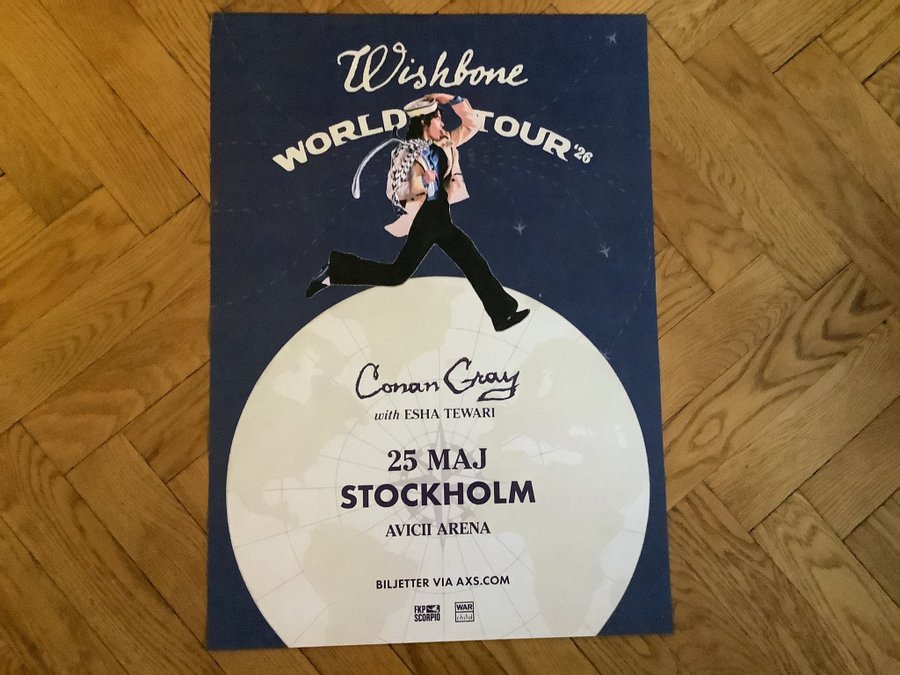 Wishbone
WORLD TOUR '26
Conan Gray
with ESHA TEWARI
25 MAJ
STOCKHOLM
AVICII ARENA
BILJETTER VIA AXS.COM
FKP SCORPIO
WAR child